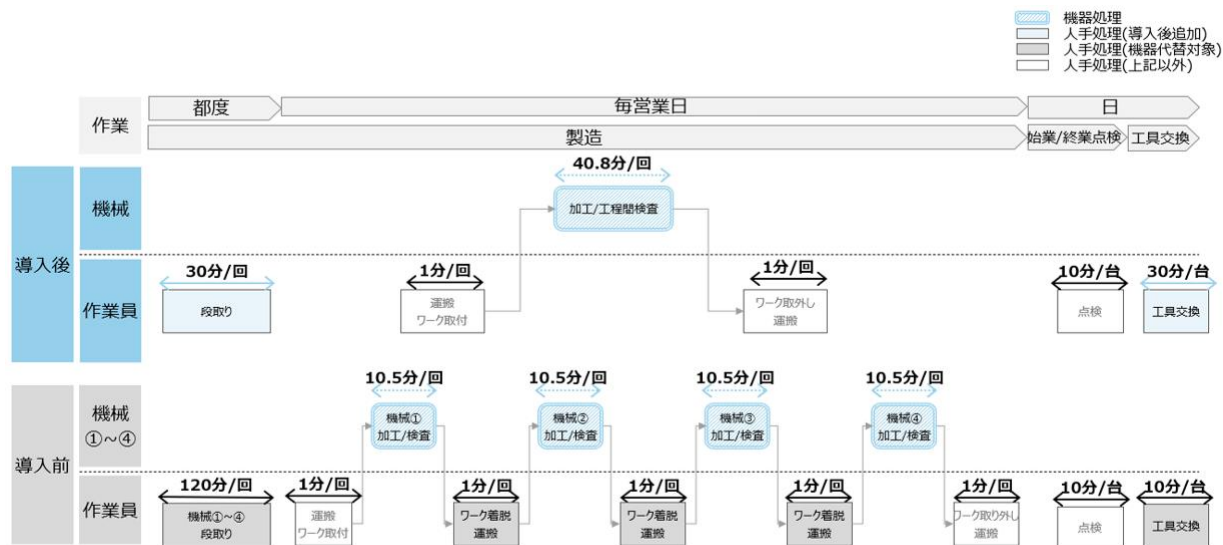 機器処理
人手処理(導入後追加)
人手処理(機器代替対象)
人手処理(上記以外)
作業
都度
毎営業日
日
製造
始業/終業点検
工具交換
導入後
機械
40.8分/回
加工/工程間検査
作業員
30分/回
段取り
1分/回
運搬
ワーク取付
1分/回
ワーク取外し
運搬
10分/台
点検
30分/台
工具交換
導入前
機械
①~④
10.5分/回
機械①
加工/検査
10.5分/回
機械②
加工/検査
10.5分/回
機械③
加工/検査
10.5分/回
機械④
加工/検査
作業員
120分/回
機械①~④
段取り
1分/回
運搬
ワーク取付
1分/回
ワーク着脱
運搬
1分/回
ワーク着脱
運搬
1分/回
ワーク着脱
運搬
1分/回
ワーク取り外し
運搬
10分/台
点検
10分/台
工具交換